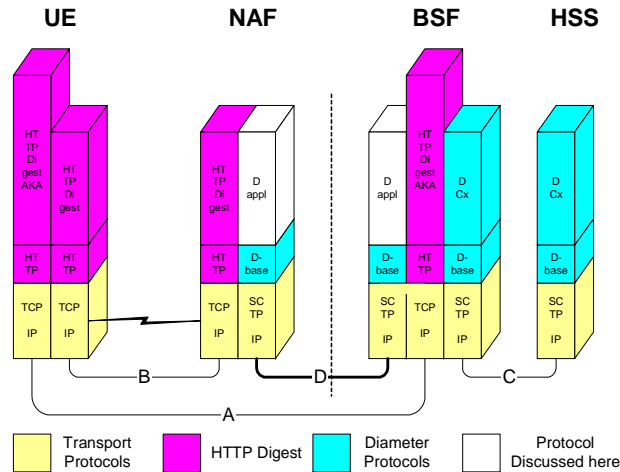 UE NAF BSF HSS
HT
TP
Di
gest
AKA
HT
TP
Di
gest
HT
TP
HT
TP
TCP
IP
TCP
IP
HT
TP
Di
gest
D
appl
HT
TP
D-
base
TCP
IP
SC
TP
IP
D
appl
HT
TP
Di
gest
AKA
D
Cx
D-
base
HT
TP
D-
base
SC
TP
IP
TCP
IP
SC
TP
IP
D
Cx
D-
base
SC
TP
IP
B
D
C
A
Transport
Protocols
HTTP Digest
Diameter
Protocols
Protocol
Discussed here